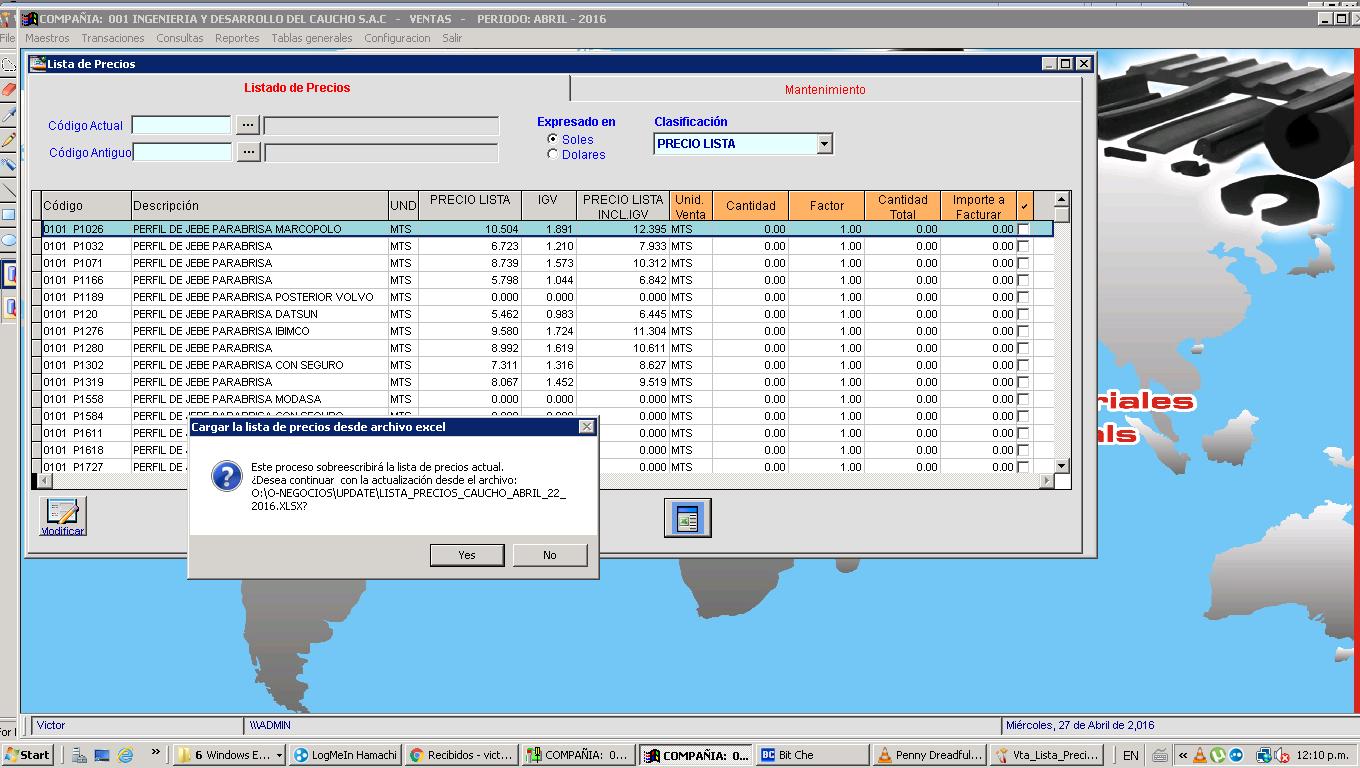 COMPAÑIA: 001 INGENIERIA Y DESARROLLO DEL CAUCHO S.A.C - VENTAS - PERIODO: ABRIL - 2016
File
Maestros Transaciones Consultas Reportes Tablas generales Configuracion Salir
Lista de Precios
Listado de Precios Mantenimiento
Código Actual ... Expresado en Clasificación
Soles PRECIO LISTA
Código Antiguo ... Dolares
Código Descripción UND PRECIO LISTA IGV PRECIO LISTA INCL.IGV Unid. Venta Cantidad Factor Cantidad Total Importe a Facturar
0101 P1026 PERFIL DE JEBE PARABRISA MARCOPOLO MTS 10.504 1.891 12.395 MTS 0.00 1.00 0.00 0.00
0101 P1032 PERFIL DE JEBE PARABRISA MTS 6.723 1.210 7.933 MTS 0.00 1.00 0.00 0.00
0101 P1071 PERFIL DE JEBE PARABRISA MTS 8.739 1.573 10.312 MTS 0.00 1.00 0.00 0.00
0101 P1166 PERFIL DE JEBE PARABRISA MTS 5.798 1.044 6.842 MTS 0.00 1.00 0.00 0.00
0101 P1189 PERFIL DE JEBE PARABRISA POSTERIOR VOLVO MTS 0.000 0.000 0.000 MTS 0.00 1.00 0.00 0.00
0101 P120 PERFIL DE JEBE PARABRISA DATSUN MTS 5.462 0.983 6.445 MTS 0.00 1.00 0.00 0.00
0101 P1276 PERFIL DE JEBE PARABRISA IBIMCO MTS 9.580 1.724 11.304 MTS 0.00 1.00 0.00 0.00
0101 P1280 PERFIL DE JEBE PARABRISA MTS 8.992 1.619 10.611 MTS 0.00 1.00 0.00 0.00
0101 P1302 PERFIL DE JEBE PARABRISA CON SEGURO MTS 7.311 1.316 8.627 MTS 0.00 1.00 0.00 0.00
0101 P1319 PERFIL DE JEBE PARABRISA MTS 8.067 1.452 9.519 MTS 0.00 1.00 0.00 0.00
0101 P1558 PERFIL DE JEBE PARABRISA MODASA MTS 0.000 0.000 0.000 MTS 0.00 1.00 0.00 0.00
0101 P1584 PERFIL DE JEBE PARABRISA CON SEGURO MTS 0.000 0.000 0.000 MTS 0.00 1.00 0.00 0.00
0101 P1611 PERFIL DE J 0.000 MTS 0.00 1.00 0.00 0.00
0101 P1618 PERFIL DE J 0.000 MTS 0.00 1.00 0.00 0.00
0101 P1727 PERFIL DE J 0.000 MTS 0.00 1.00 0.00 0.00
riales
als
Cargar la lista de precios desde archivo excel
Este proceso sobreescribirá la lista de precios actual.
¿Desea continuar con la actualización desde el archivo:
O:\O-NEGOCIOS\UPDATE\LISTA_PRECIOS_CAUCHO_ABRIL_22_
2016.XLSX?
Yes No
Modificar
For
Victor \\\ADMIN Miércoles, 27 de Abril de 2,016
Start » 6 Windows E... LogMeIn Hamachi Recibidos - vict... COMPAÑÍA: 0... COMPAÑIA: 0... Bit Che Penny Dreadful... Vta_Lista_Preci... EN « 12:10 p.m.